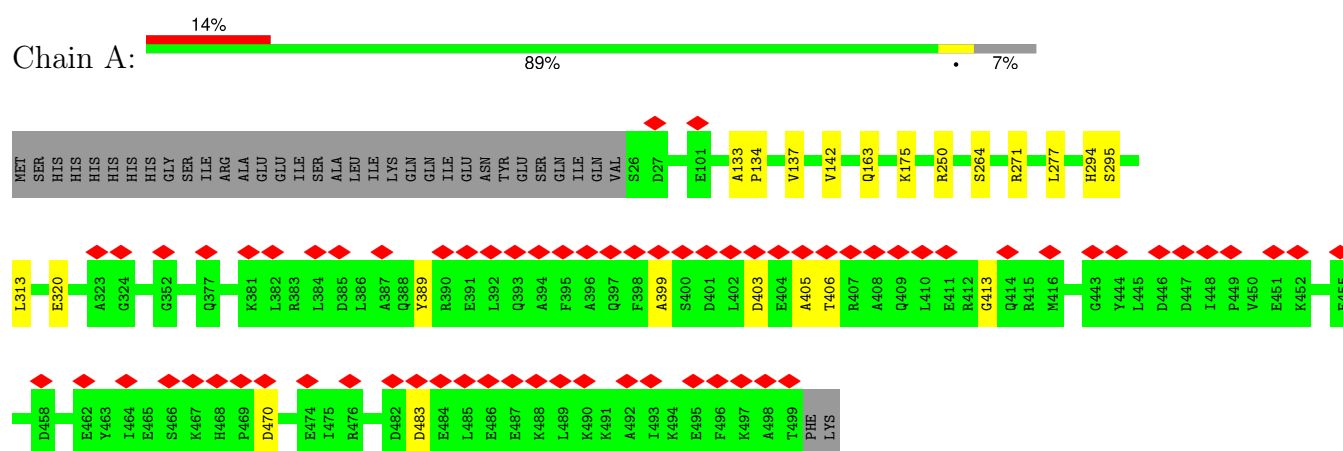 14%
Chain A:
89%
•
7%
MET SER HIS HIS HIS HIS HIS HIS GLY SER ILE ARG ALA GLU GLU ILE SER ALA LEU ILE LYS GLN GLN ILE GLU ASN TYR GLU SER GLN ILE GLN VAL S26 D27 E101 A133 P134 V137 V142 Q163 K175 R250 S264 R271 L277 H294 S295
L313 E320 A323 G324 G352 Q377 K381 L382 R383 L384 D385 L386 A387 Q388 Y389 R390 E391 L392 Q393 A394 F395 A396 Q397 F398 A399 S400 D401 L402 D403 E404 A405 T406 R407 A408 Q409 L410 E411 R412 G413 Q414 R415 M416 G443 Y444 L445 D446 D447 I448 P449 V450 E451 K452
D458 E462 Y463 I464 E465 S466 K467 H468 P469 D470 E474 I475 R476 D482 D483 E484 L485 E486 E487 K488 L489 K490 K491 A492 I493 K494 E495 F496 K497 A498 T499 PHE LYS